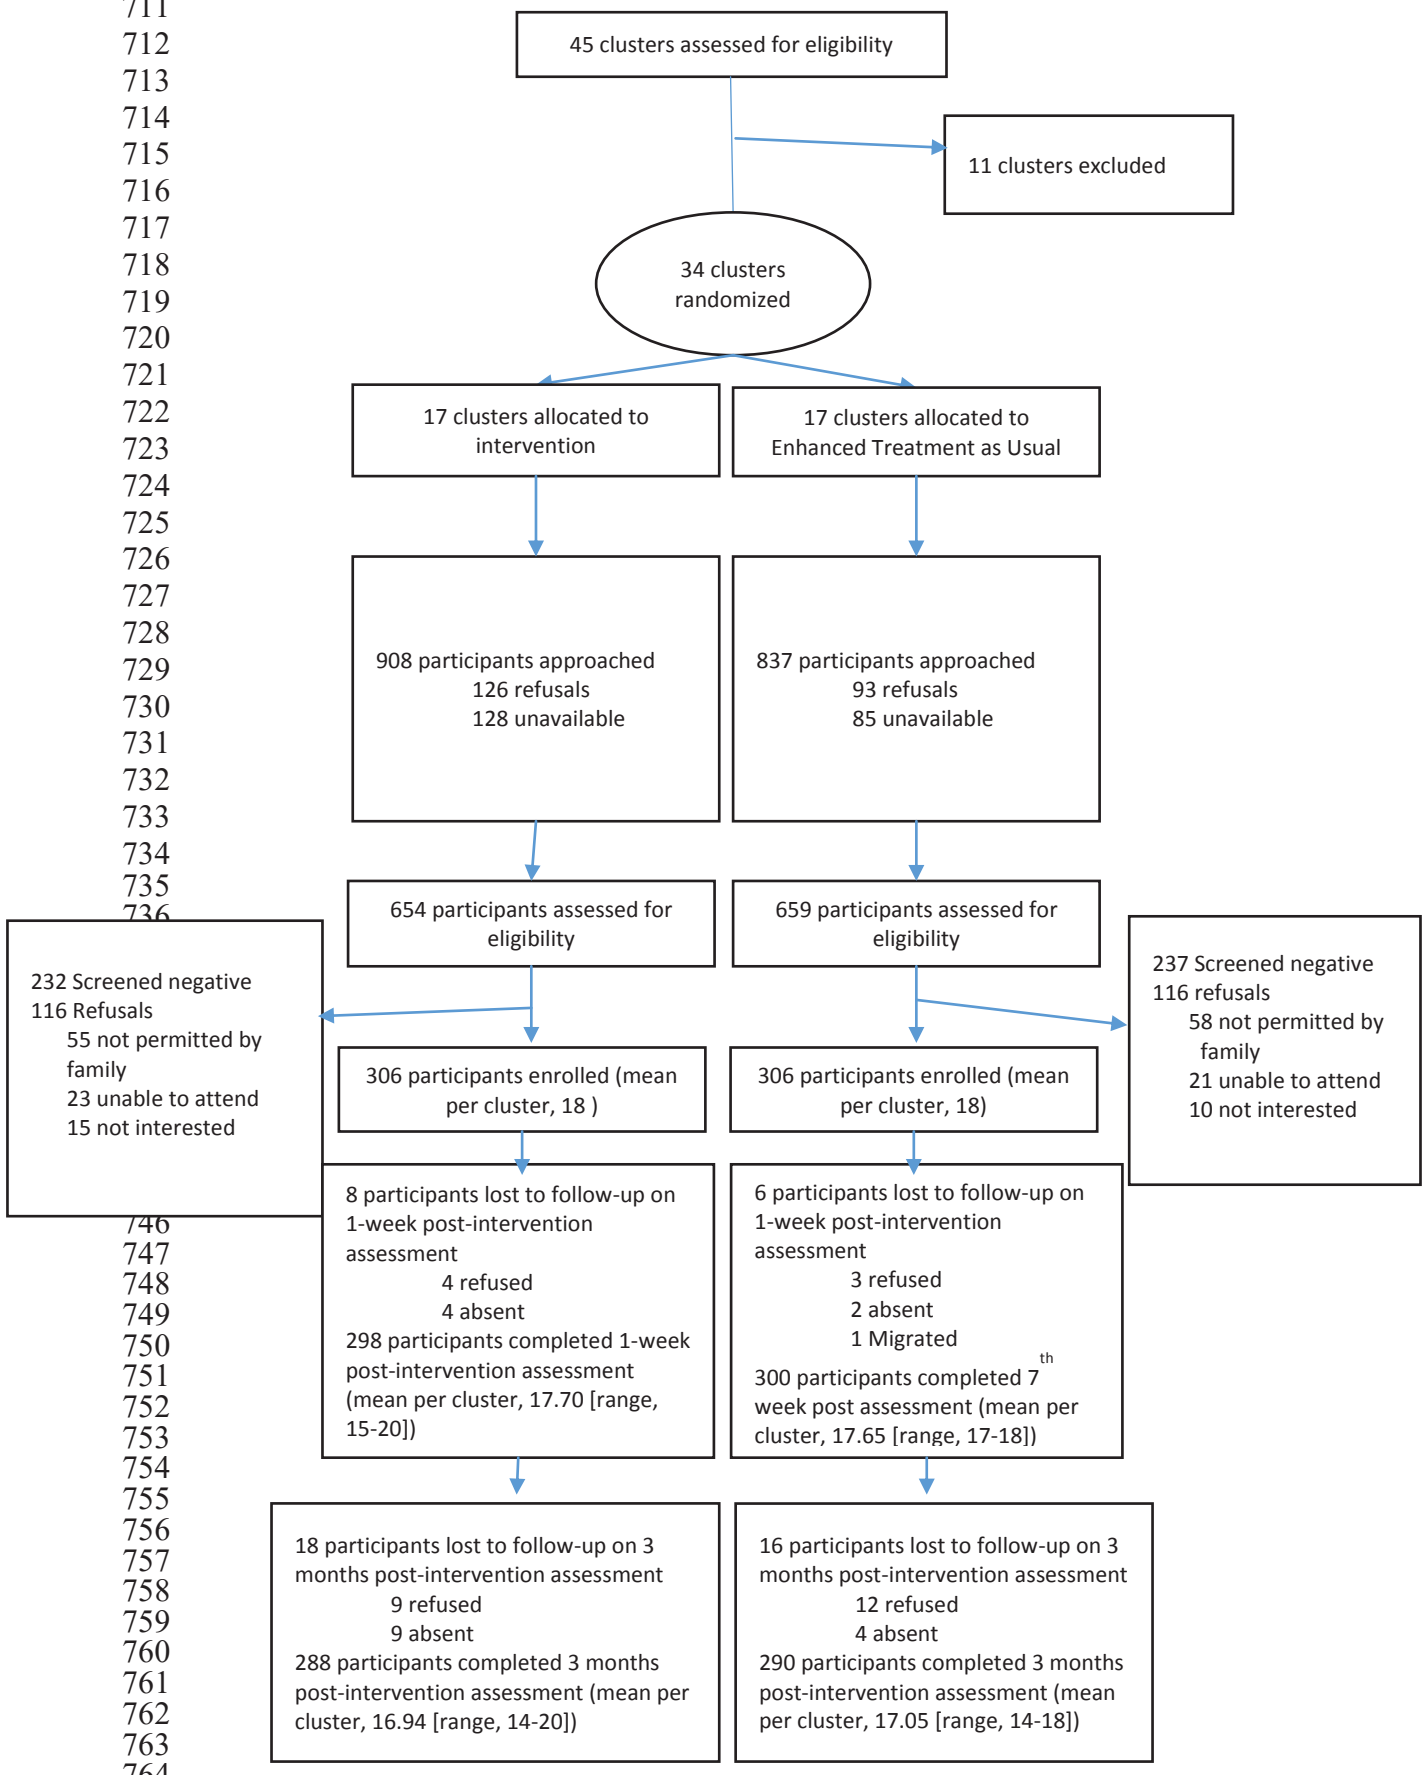 711
712
713
714
715
716
717
718
719
720
721
722
723
724
725
726
727
728
729
730
731
732
733
734
735
736
746
747
748
749
750
751
752
753
754
755
756
757
758
759
760
761
762
763
764
45 clusters assessed for eligibility
11 clusters excluded
34 clusters
randomized
17 clusters allocated to
intervention
17 clusters allocated to
Enhanced Treatment as Usual
908 participants approached
126 refusals
128 unavailable
837 participants approached
93 refusals
85 unavailable
654 participants assessed for
eligibility
659 participants assessed for
eligibility
232 Screened negative
116 Refusals
55 not permitted by
family
23 unable to attend
15 not interested
237 Screened negative
116 refusals
58 not permitted by
family
21 unable to attend
10 not interested
306 participants enrolled (mean
per cluster, 18 )
306 participants enrolled (mean
per cluster, 18)
8 participants lost to follow-up on
1-week post-intervention
assessment
4 refused
4 absent
298 participants completed 1-week
post-intervention assessment
(mean per cluster, 17.70 [range,
15-20])
6 participants lost to follow-up on
1-week post-intervention
assessment
3 refused
2 absent
1 Migrated
300 participants completed 7th
week post assessment (mean per
cluster, 17.65 [range, 17-18])
18 participants lost to follow-up on 3
months post-intervention assessment
9 refused
9 absent
288 participants completed 3 months
post-intervention assessment (mean per
cluster, 16.94 [range, 14-20])
16 participants lost to follow-up on 3
months post-intervention assessment
12 refused
4 absent
290 participants completed 3 months
post-intervention assessment (mean
per cluster, 17.05 [range, 14-18])